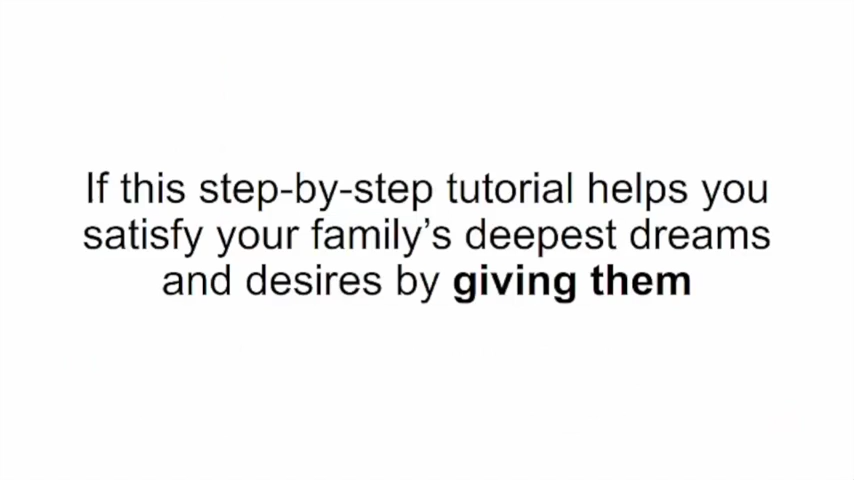 If this step-by-step tutorial helps you
satisfy your family’s deepest dreams
and desires by giving them